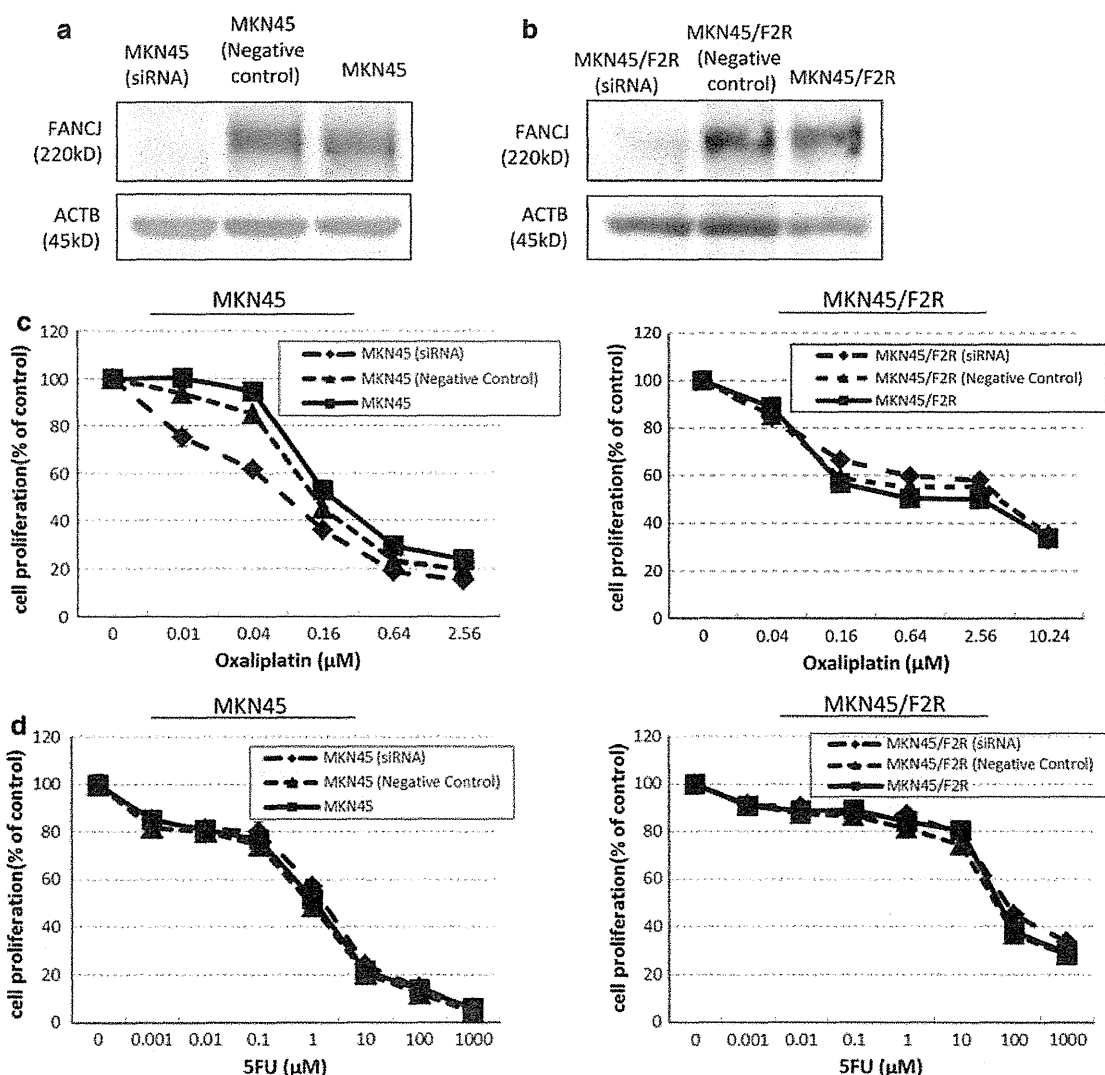 a
MKN45
(siRNA)
MKN45
(Negative
control)
MKN45
FANCJ
(220kD)
ACTB
(45kD)
b
MKN45/F2R
(siRNA)
MKN45/F2R
(Negative
control)
MKN45/F2R
FANCJ
(220kD)
ACTB
(45kD)
c
MKN45
cell proliferation(% of control)
120
100
80
60
40
20
0
MKN45 (siRNA)
MKN45 (Negative Control)
MKN45
0 0.01 0.04 0.16 0.64 2.56
Oxaliplatin (µM)
MKN45/F2R
cell proliferation(% of control)
120
100
80
60
40
20
0
MKN45/F2R (siRNA)
MKN45/F2R (Negative Control)
MKN45/F2R
0 0.04 0.16 0.64 2.56 10.24
Oxaliplatin (µM)
d
MKN45
cell proliferation(% of control)
120
100
80
60
40
20
0
MKN45 (siRNA)
MKN45 (Negative Control)
MKN45
0 0.001 0.01 0.1 1 10 100 1000
5FU (µM)
MKN45/F2R
cell proliferation(% of control)
120
100
80
60
40
20
0
MKN45/F2R (siRNA)
MKN45/F2R (Negative Control)
MKN45/F2R
0 0.001 0.01 0.1 1 10 100 1000
5FU (µM)